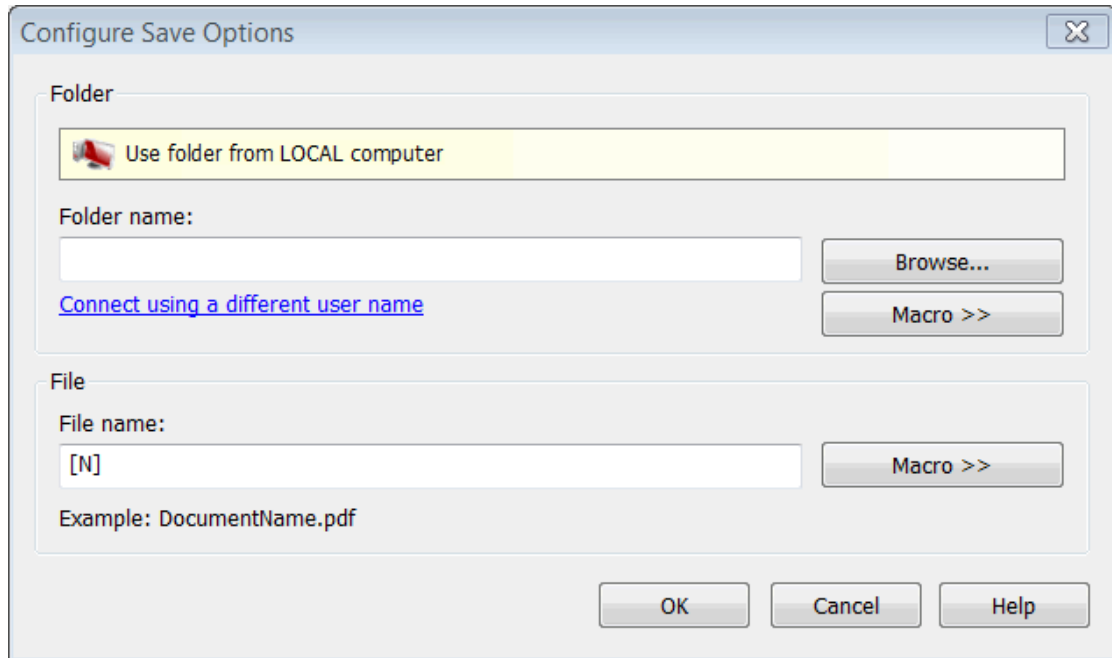 Configure Save Options
Folder
Use folder from LOCAL computer
Folder name:
Browse...
Connect using a different user name
Macro >>
File
File name:
[N]
Macro >>
Example: DocumentName.pdf
OK
Cancel
Help